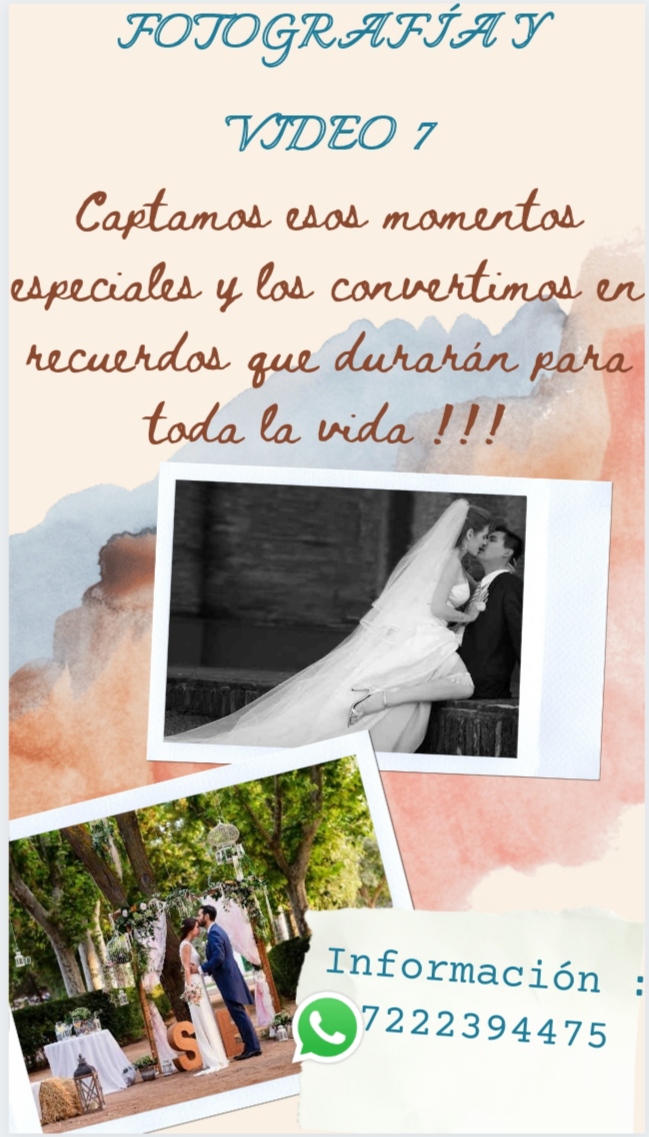 FOTOGRAFÍA Y
VIDEO 7
Captamos esos momentos
especiales y los convertimos en
recuerdos que durarán para
toda la vida !!!
S
Información :
7222394475